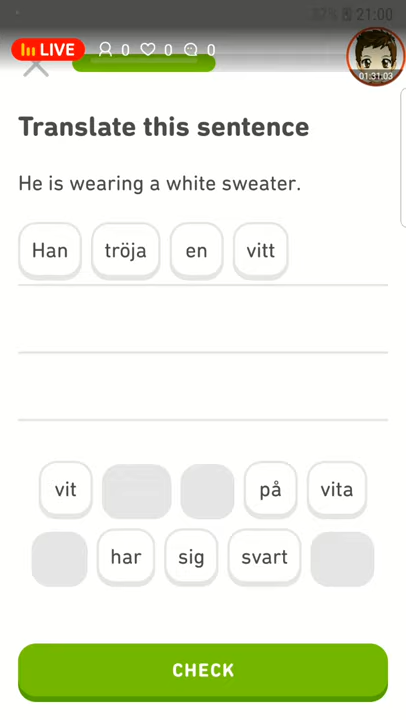 82% 21:00
LIVE 0 0 0
01:31:03
Translate this sentence
He is wearing a white sweater.
Han tröja en vitt
vit på vita
har sig svart
CHECK